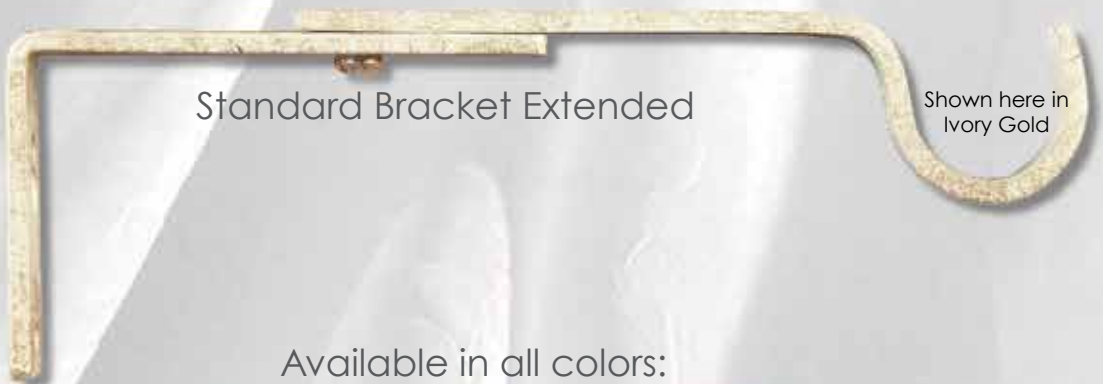 Standard Bracket Extended
Shown here in
Ivory Gold
Available in all colors: